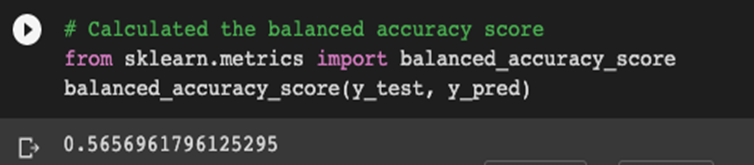 # Calculated the balanced accuracy score
from sklearn.metrics import balanced_accuracy_score
balanced_accuracy_score(y_test, y_pred)
0.5656961796125295